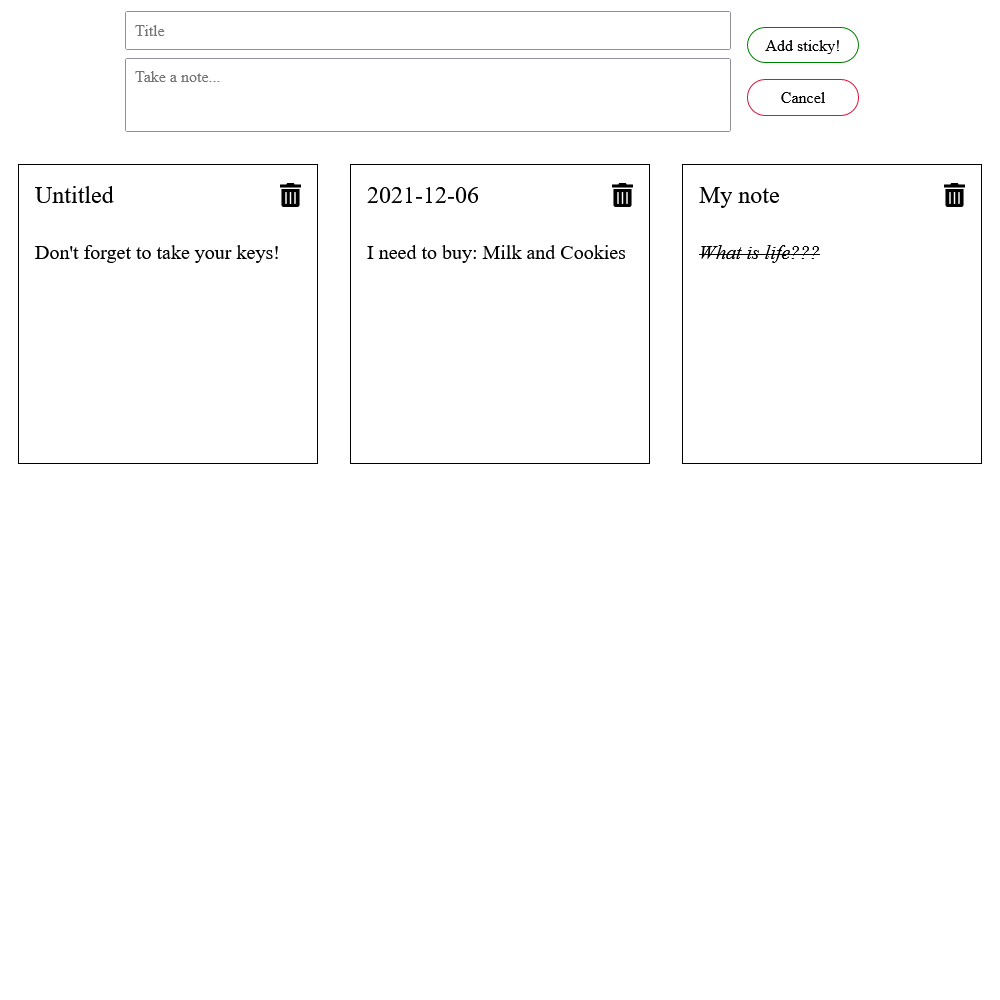 Title
Add sticky!
Take a note...
Cancel
Untitled
Don't forget to take your keys!
2021-12-06
I need to buy: Milk and Cookies
My note
What is life???